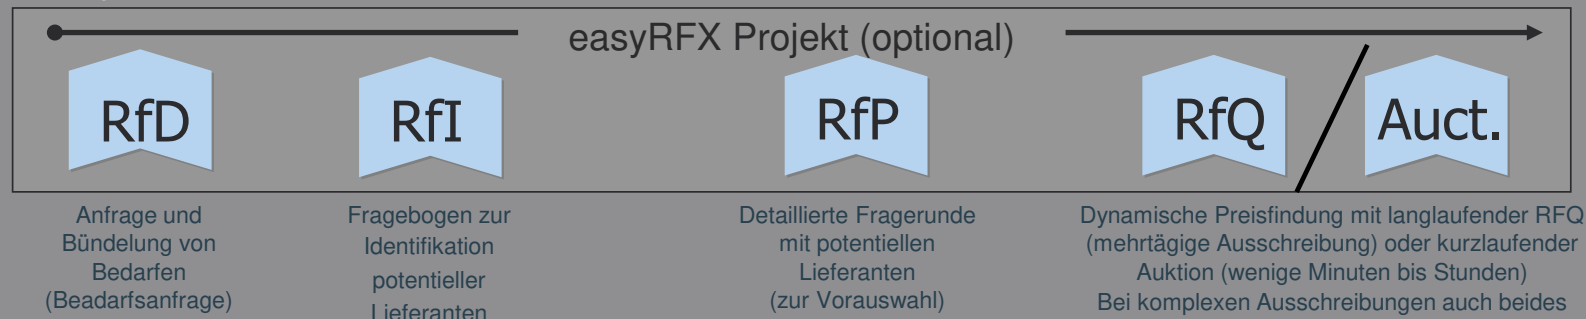 easyRFX Projekt (optional)
RfD
RfI
RfP
RfQ
Auct.
Anfrage und
Bündelung von
Bedarfen
(Beadarfsanfrage)
Fragebogen zur
Identifikation
potentieller
Lieferanten
Detaillierte Fragerunde
mit potentiellen
Lieferanten
(zur Vorauswahl)
Dynamische Preisfindung mit langlaufender RFQ
(mehrtägige Ausschreibung) oder kurzlaufender
Auktion (wenige Minuten bis Stunden)
Bei komplexen Ausschreibungen auch beides